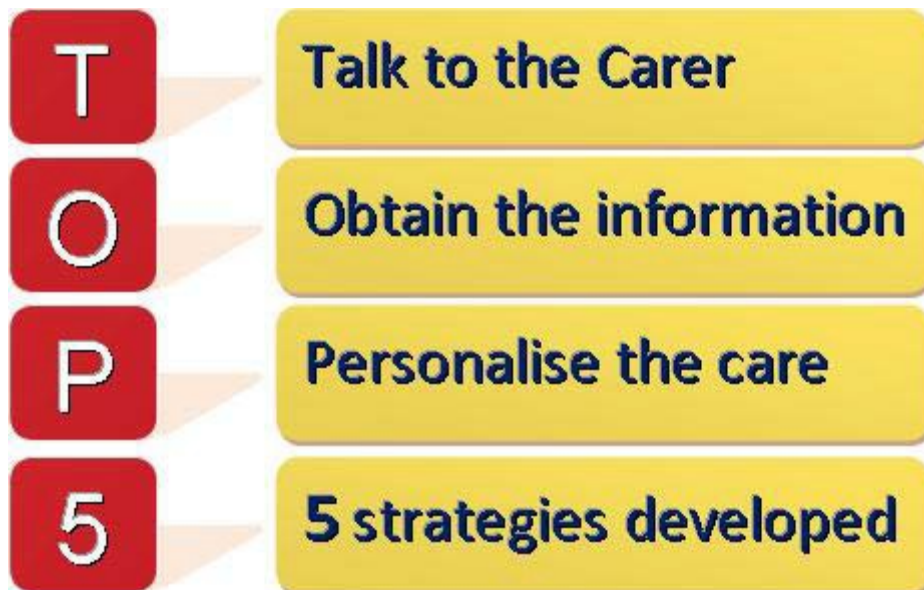 T Talk to the Carer
O Obtain the information
P Personalise the care
5 5 strategies developed